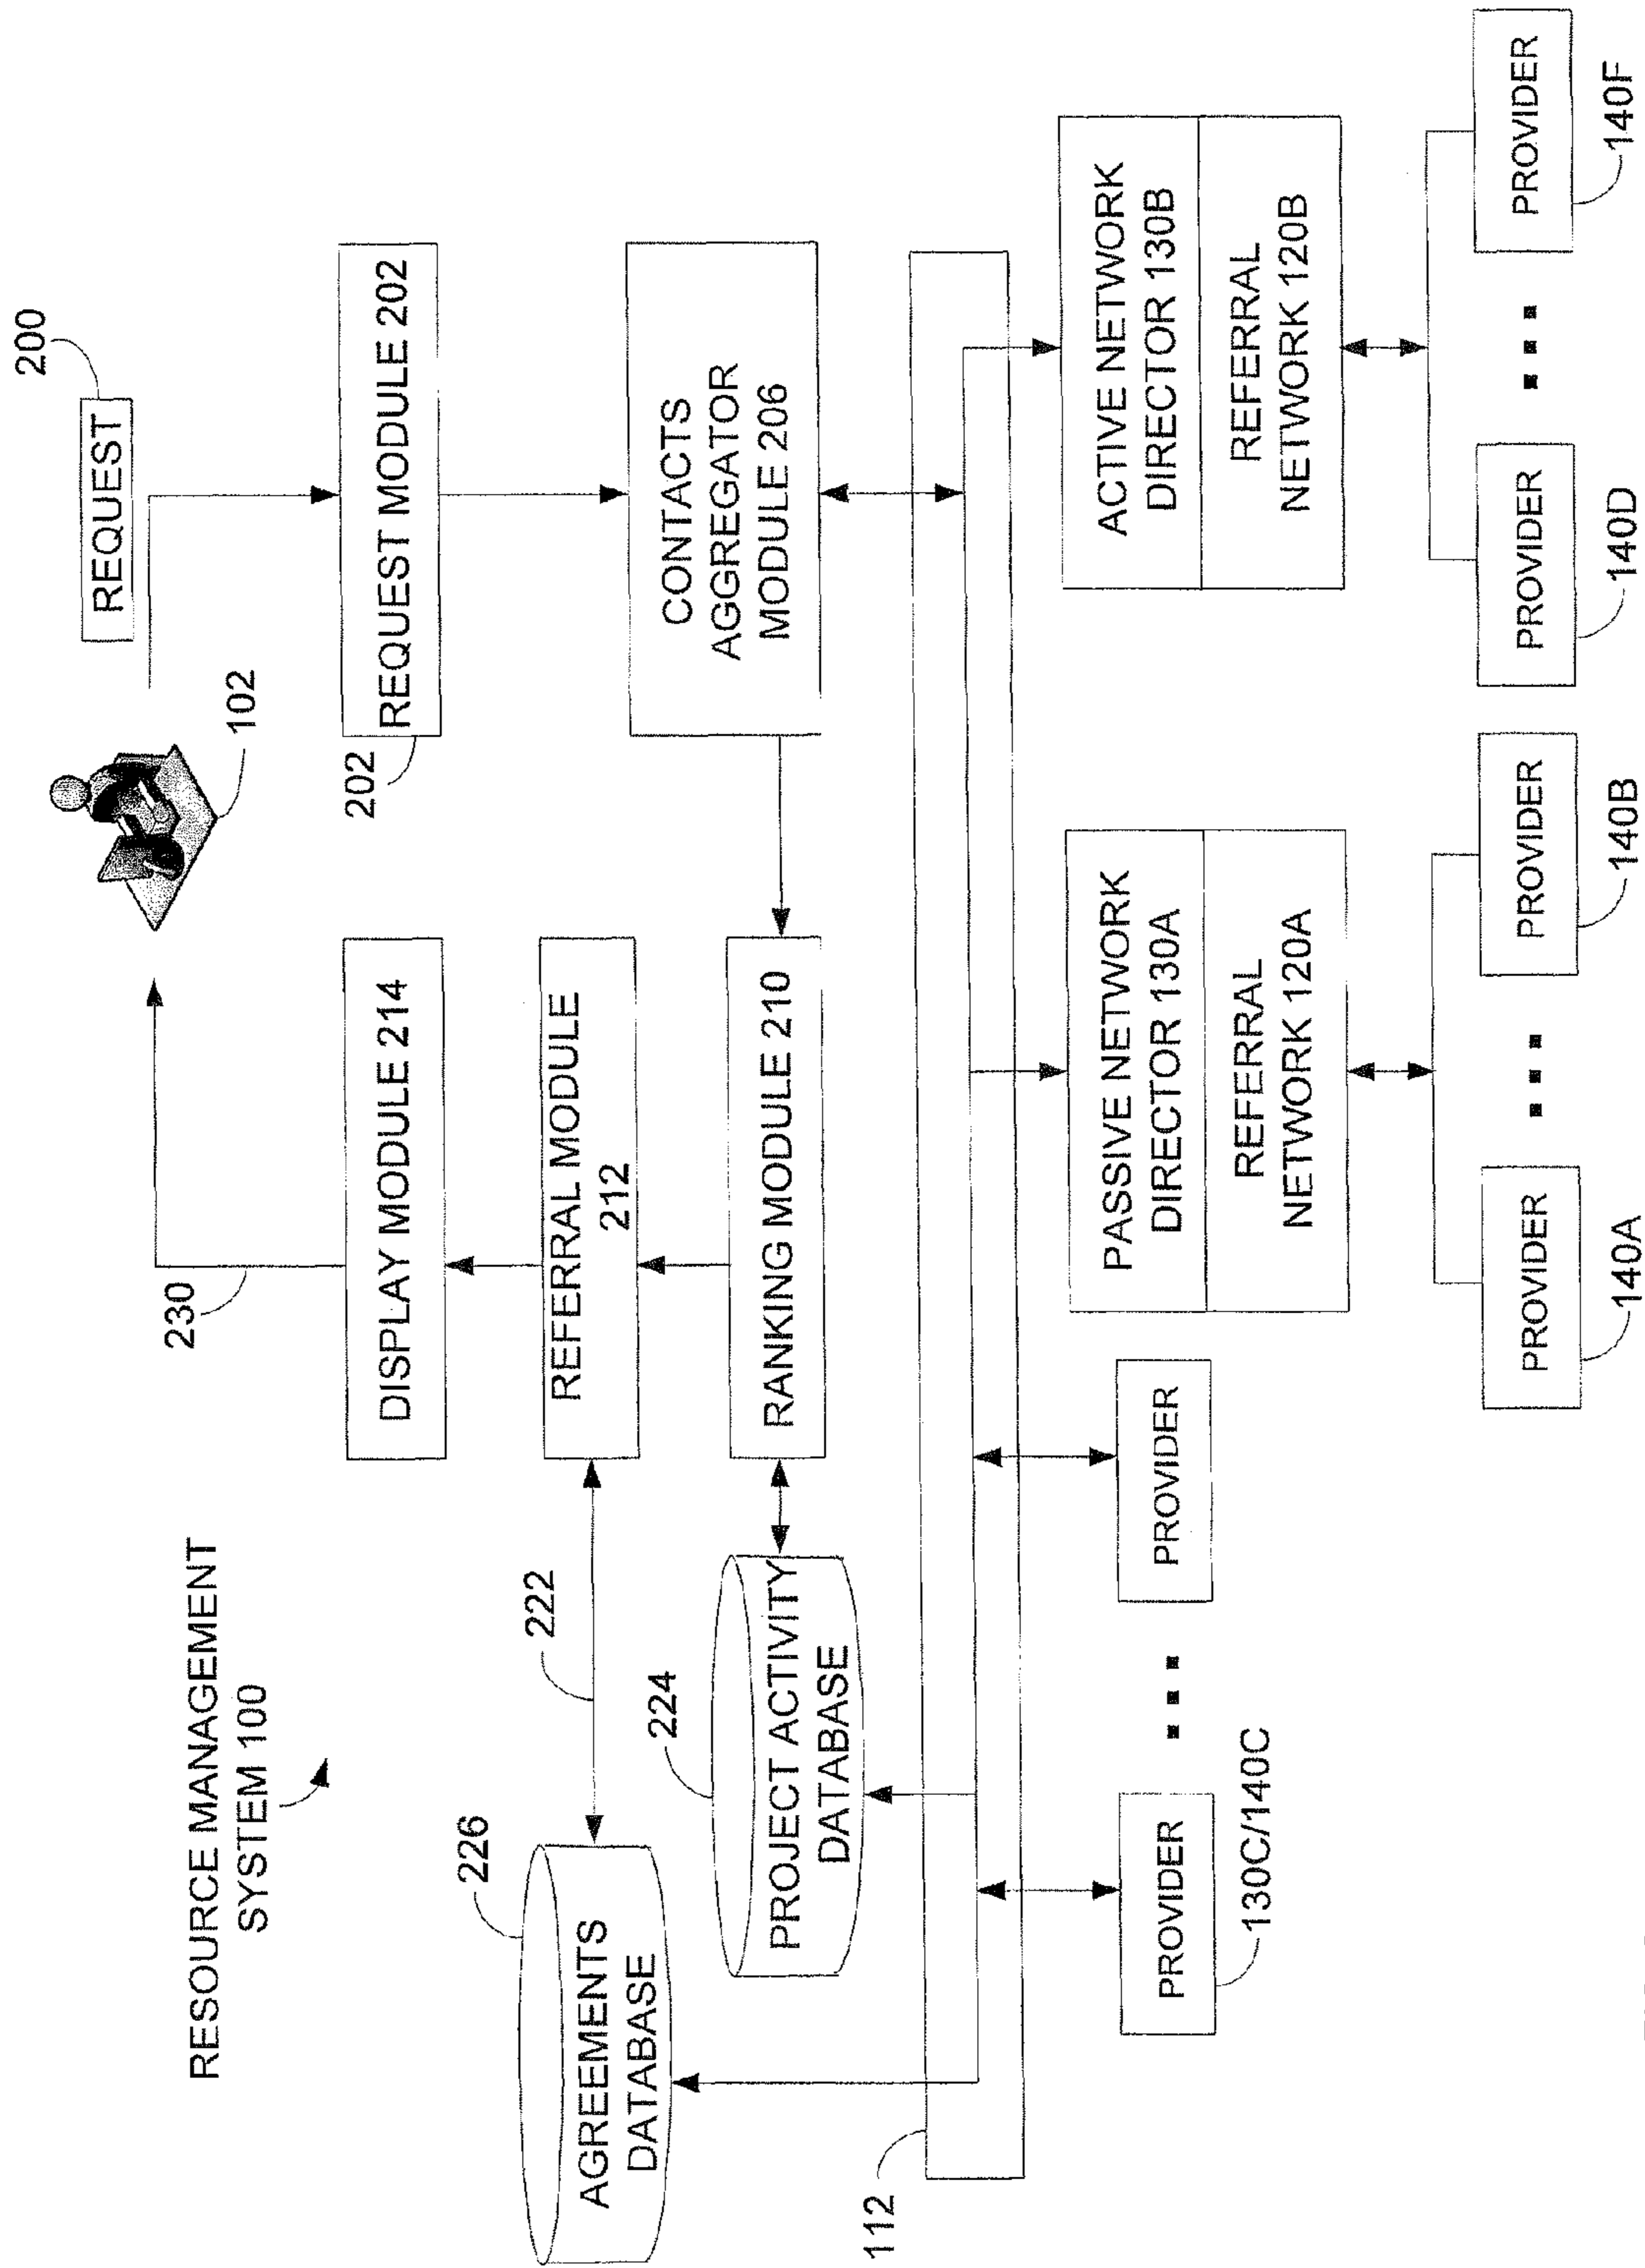 RESOURCE MANAGEMENT
SYSTEM 100
REQUEST
200
102
230
DISPLAY MODULE 214
202
REQUEST MODULE 202
226
AGREEMENTS
DATABASE
222
REFERRAL MODULE
212
224
PROJECT ACTIVITY
DATABASE
RANKING MODULE 210
CONTACTS
AGGREGATOR
MODULE 206
112
PROVIDER
130C/140C
PROVIDER
PASSIVE NETWORK
DIRECTOR 130A
REFERRAL
NETWORK 120A
ACTIVE NETWORK
DIRECTOR 130B
REFERRAL
NETWORK 120B
PROVIDER
140A
PROVIDER
140B
PROVIDER
140D
PROVIDER
140F